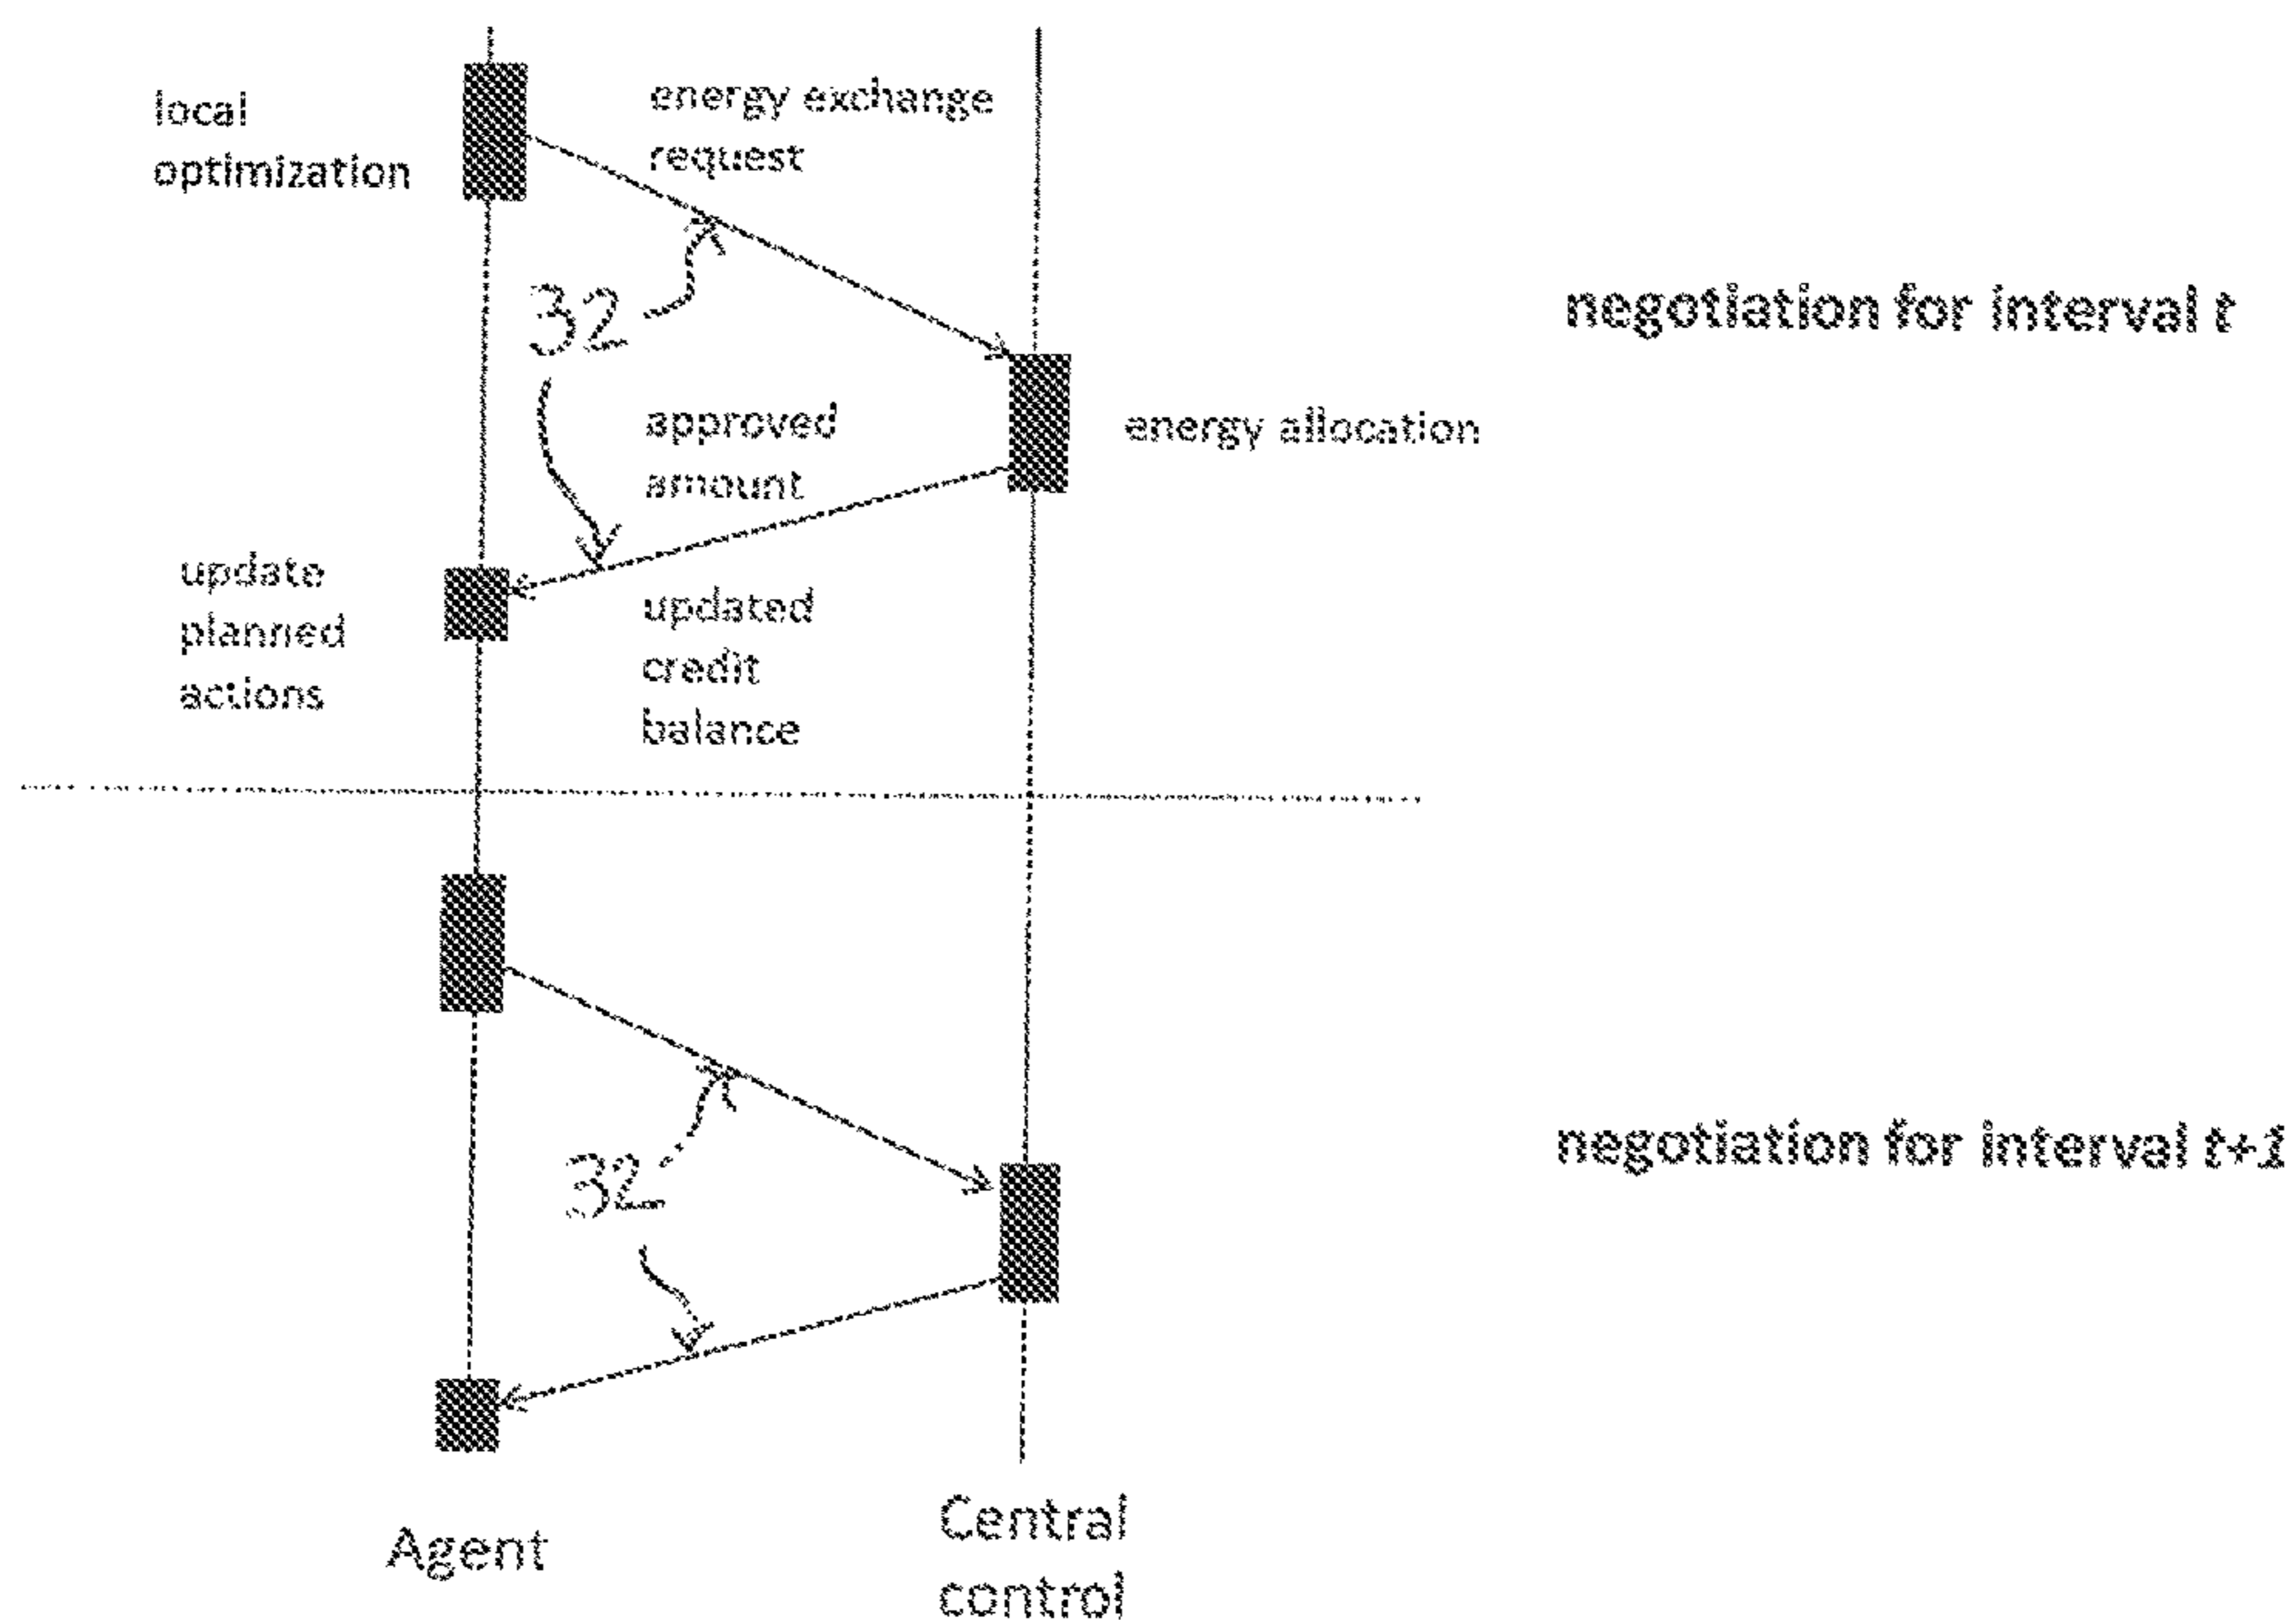 local
optimization
energy exchange
request
32
negotiation for interval t
approved
amount
energy allocation
update
planned
actions
updated
credit
balance
32
negotiation for interval t+1
Agent
Central
control